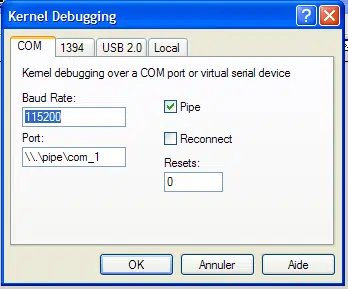 Kernel Debugging
COM 1394 USB 2.0 Local
Kernel debugging over a COM port or virtual serial device
Baud Rate:
115200
Pipe
Port:
\\.\pipe\com_1
Reconnect
Resets:
0
OK Annuler Aide